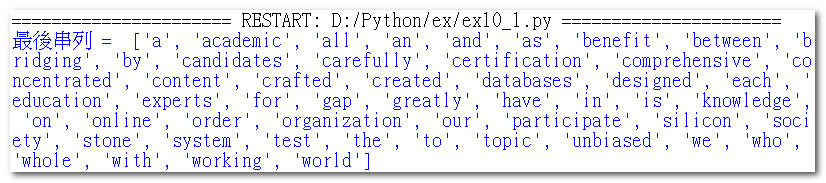 ====================== RESTART: D:/Python/ex/ex10_1.py ======================
最後串列 =  ['a', 'academic', 'all', 'an', 'and', 'as', 'benefit', 'between', 'b
ridging', 'by', 'candidates', 'carefully', 'certification', 'comprehensive', 'co
ncentrated', 'content', 'crafted', 'created', 'databases', 'designed', 'each', '
education', 'experts', 'for', 'gap', 'greatly', 'have', 'in', 'is', 'knowledge',
 'on', 'online', 'order', 'organization', 'our', 'participate', 'silicon', 'soci
ety', 'stone', 'system', 'test', 'the', 'to', 'topic', 'unbiased', 'we', 'who',
'whole', 'with', 'working', 'world']